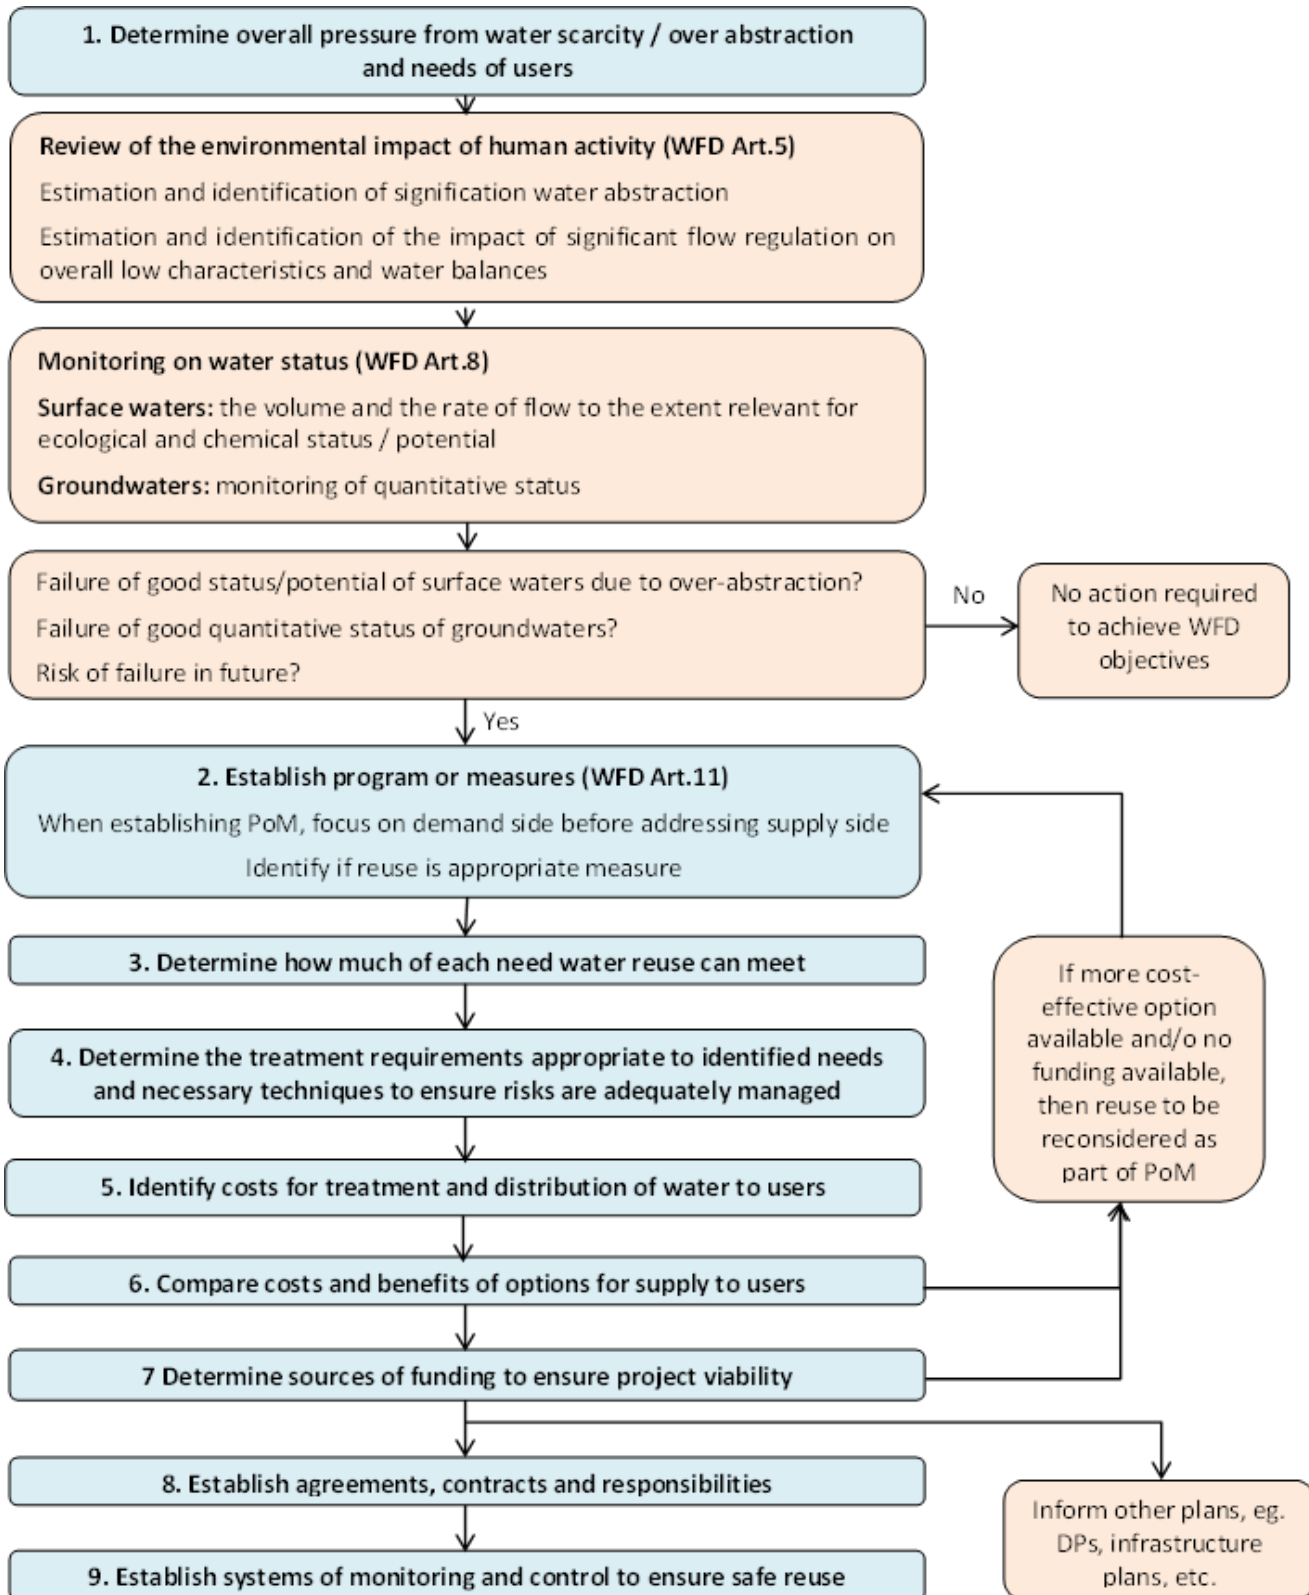 1. Determine overall pressure from water scarcity / over abstraction
and needs of users
Review of the environmental impact of human activity (WFD Art.5)
Estimation and identification of signification water abstraction
Estimation and identification of the impact of significant flow regulation on
overall low characteristics and water balances
Monitoring on water status (WFD Art.8)
Surface waters: the volume and the rate of flow to the extent relevant for
ecological and chemical status / potential
Groundwaters: monitoring of quantitative status
Failure of good status/potential of surface waters due to over-abstraction?
Failure of good quantitative status of groundwaters?
Risk of failure in future?
No
No action required
to achieve WFD
objectives
Yes
2. Establish program or measures (WFD Art.11)
When establishing PoM, focus on demand side before addressing supply side
Identify if reuse is appropriate measure
3. Determine how much of each need water reuse can meet
4. Determine the treatment requirements appropriate to identified needs
and necessary techniques to ensure risks are adequately managed
5. Identify costs for treatment and distribution of water to users
6. Compare costs and benefits of options for supply to users
7 Determine sources of funding to ensure project viability
If more cost-
effective option
available and/o no
funding available,
then reuse to be
reconsidered as
part of PoM
8. Establish agreements, contracts and responsibilities
9. Establish systems of monitoring and control to ensure safe reuse
Inform other plans, eg.
DPs, infrastructure
plans, etc.